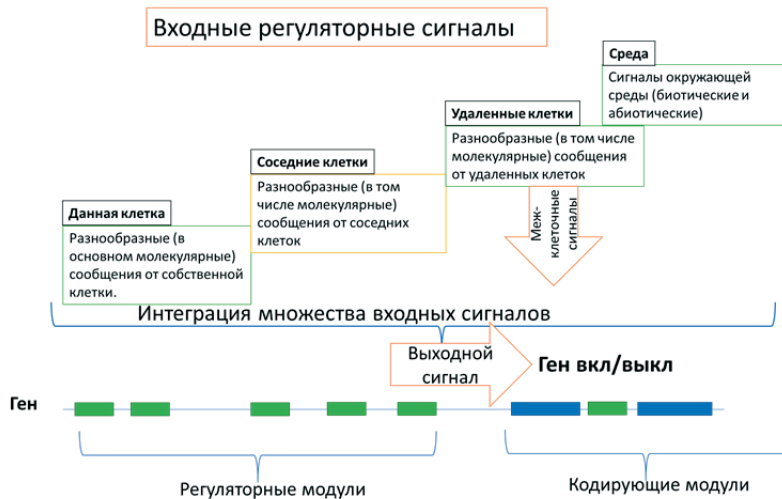 Входные регуляторные сигналы
Среда
Сигналы окружающей
среды (биотические и
абиотические)
Удаленные клетки
Разнообразные (в том числе
молекулярные) сообщения
от удаленных клеток
Соседние клетки
Разнообразные (в том
числе молекулярные)
сообщения от соседних
клеток
Данная клетка
Разнообразные (в
основном молекулярные)
сообщения от собственной
клетки.
Меж-
клеточные
сигналы
Интеграция множества входных сигналов
Выходной
сигнал
Ген вкл/выкл
Ген
Регуляторные модули
Кодирующие модули